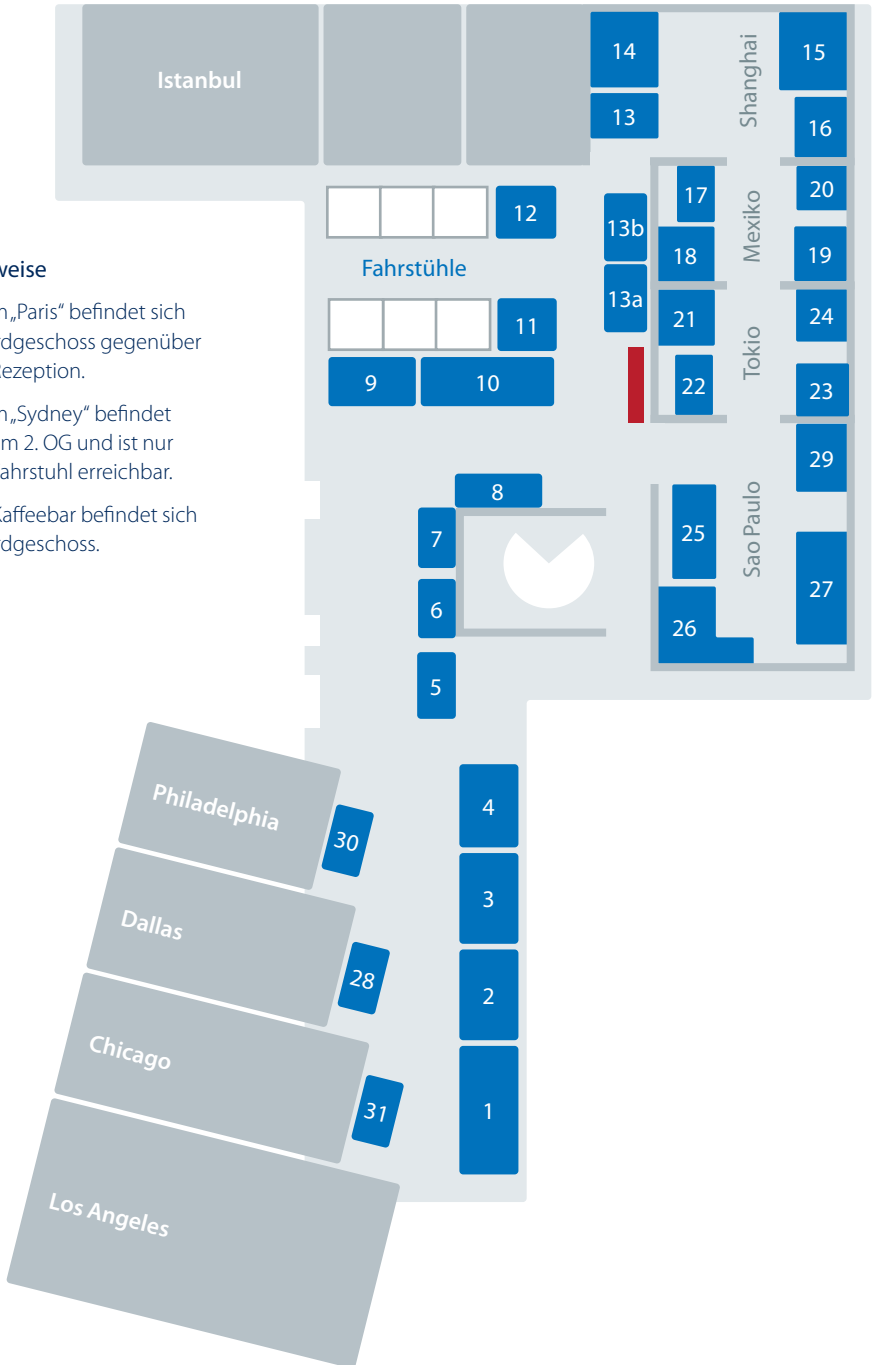 Istanbul
14
13
Shanghai
15
16
12
13b
17
18
Mexiko
20
19
weise
Fahrstühle
„Paris“ befindet sich
dgeschoss gegenüber
ezeption.
11
13a
21
22
Tokio
24
23
9
10
„Sydney“ befindet
m 2. OG und ist nur
ahrstuhl erreichbar.
8
29
Kaffeebar befindet sich
dgeschoss.
7
6
5
25
26
Sao Paulo
27
Philadelphia
30
4
Dallas
3
28
2
Chicago
31
1
Los Angeles